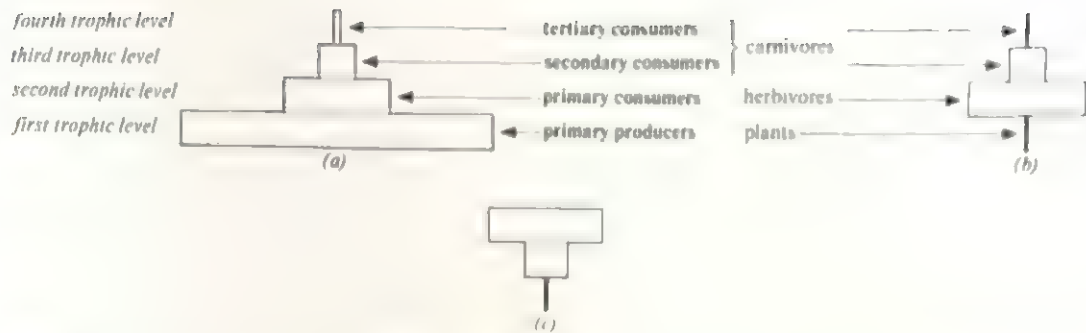 fourth trophic level tertiary consumers
third trophic level secondary consumers carnivores
second trophic level primary consumers herbivores
first trophic level primary producers plants
(a) (b)
(c)